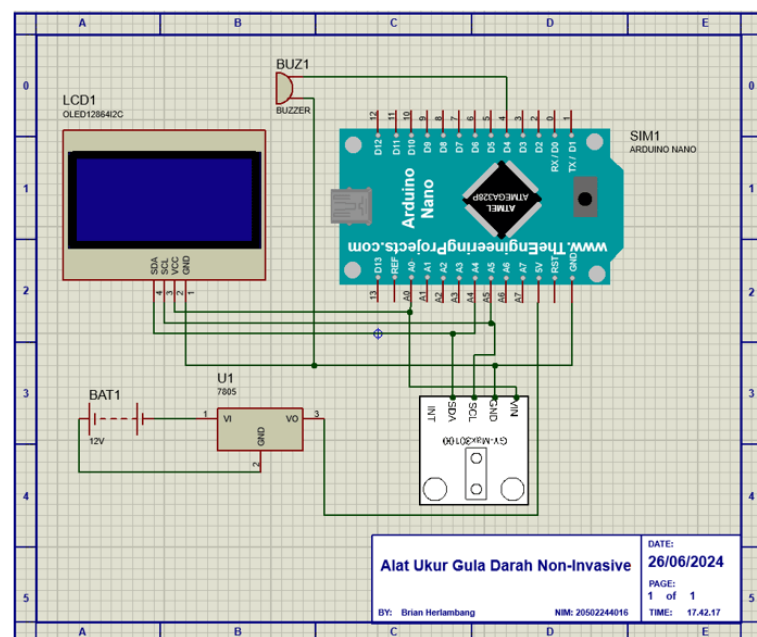 A B C D E
0 0
BUZ1
BUZZER
LCD1
OLED12864I2C
12 11 10 9 8 7 6 5 4 3 2 0 1
D12 D11 D10 D9 D8 D7 D6 D5 D4 D3 D2 RX / D0 TX / D1
SIM1
ARDUINO NANO
1 1
Arduino
Nano
ATMEL
ATMEGA328P
www.TheEngineeringProjects.com
D13 REF A0 A1 A2 A3 A4 A5 A6 A7 5V RST GND
13 A0 A1 A2 A3 A4 A5 A6 A7
SDA SCL VCC GND
4 3 2 1
2 2
3 3
BAT1
12V
U1
7805
1 VI VO 3
GND
2
INT SDA SCL GND VIN
GY-Max30100
4 4
Alat Ukur Gula Darah Non-Invasive
BY: Brian Herlambang NIM: 20502244016
DATE:
26/06/2024
PAGE:
1 of 1
TIME: 17.42.17
5 5
A B C D E